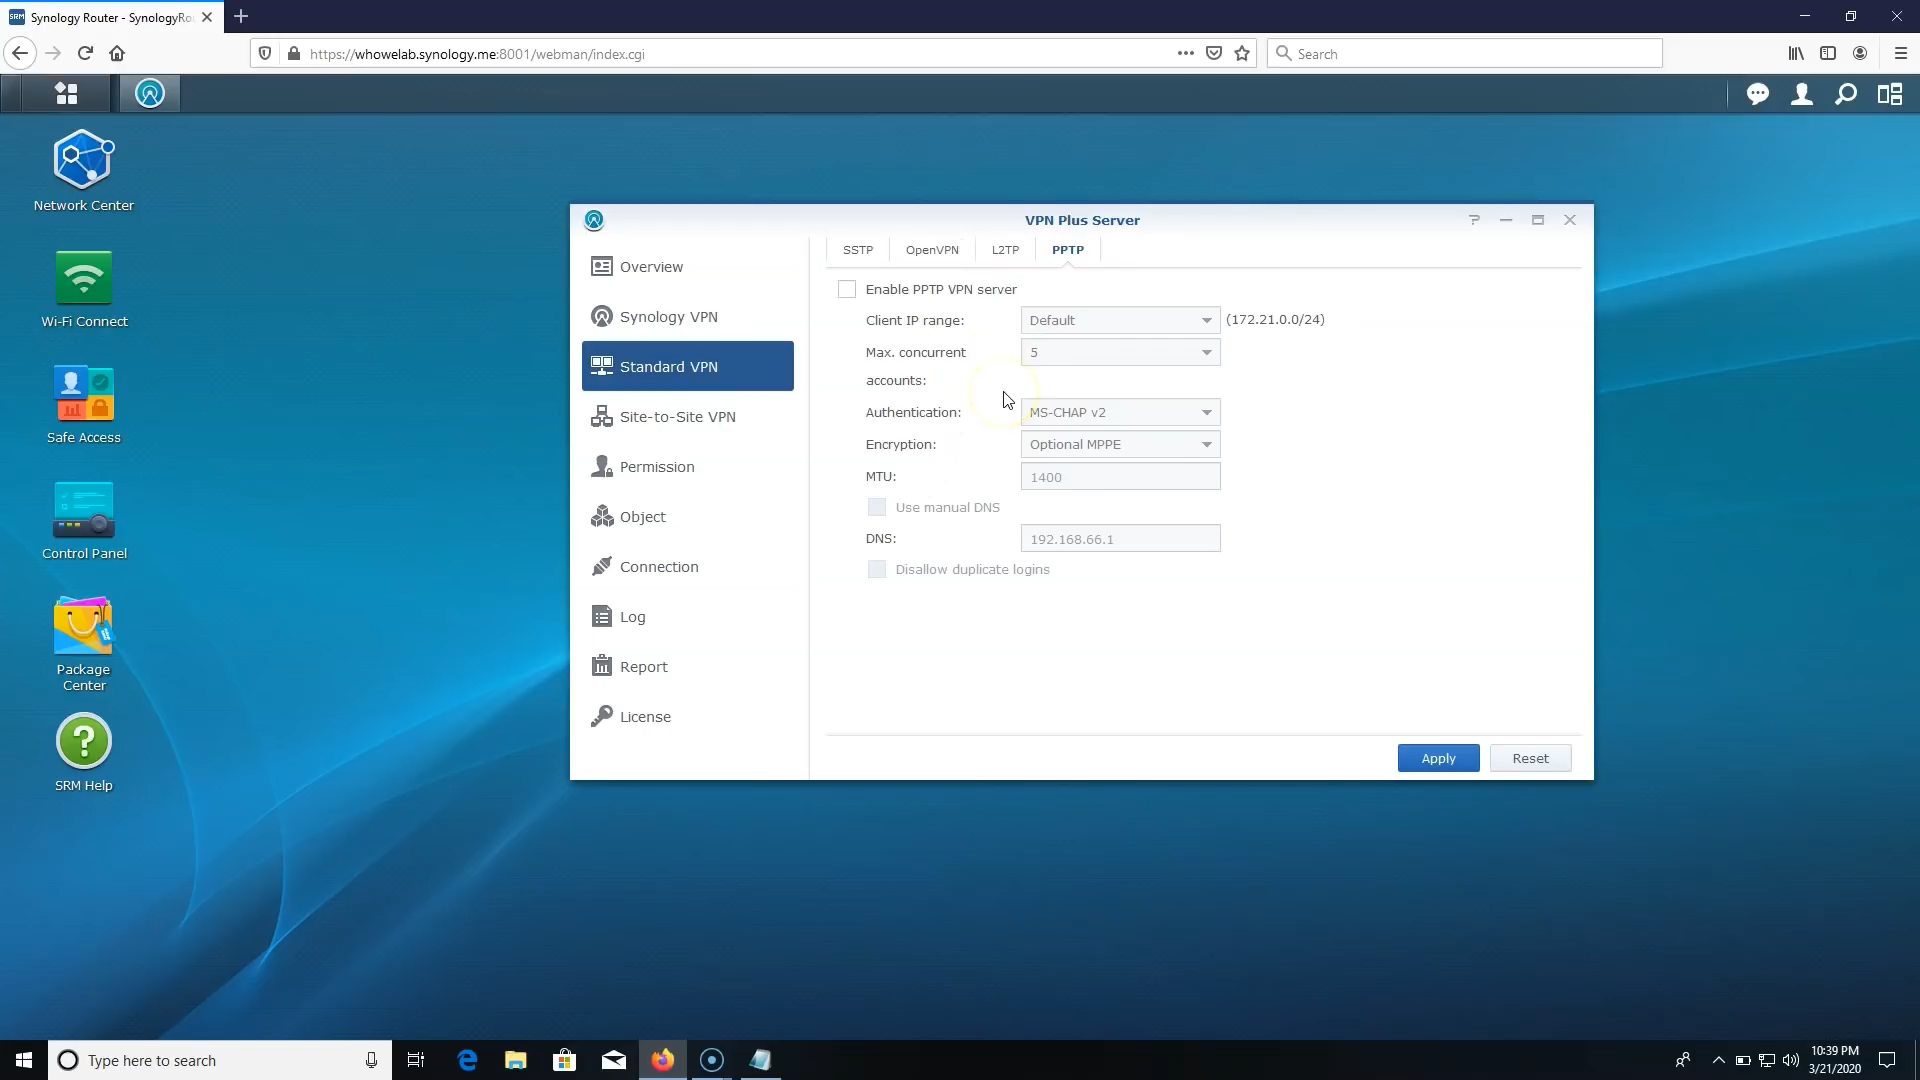 SRM
Synology Router - SynologyRo
https://whowelab.synology.me:8001/webman/index.cgi
Search
Network Center
Wi-Fi Connect
Safe Access
Control Panel
Package
Center
SRM Help
VPN Plus Server
Overview
Synology VPN
Standard VPN
Site-to-Site VPN
Permission
Object
Connection
Log
Report
License
SSTP
OpenVPN
L2TP
PPTP
Enable PPTP VPN server
Client IP range:
Default
(172.21.0.0/24)
Max. concurrent
accounts:
5
Authentication:
MS-CHAP v2
Encryption:
Optional MPPE
MTU:
1400
Use manual DNS
DNS:
192.168.66.1
Disallow duplicate logins
Apply
Reset
Type here to search
10:39 PM
3/21/2020